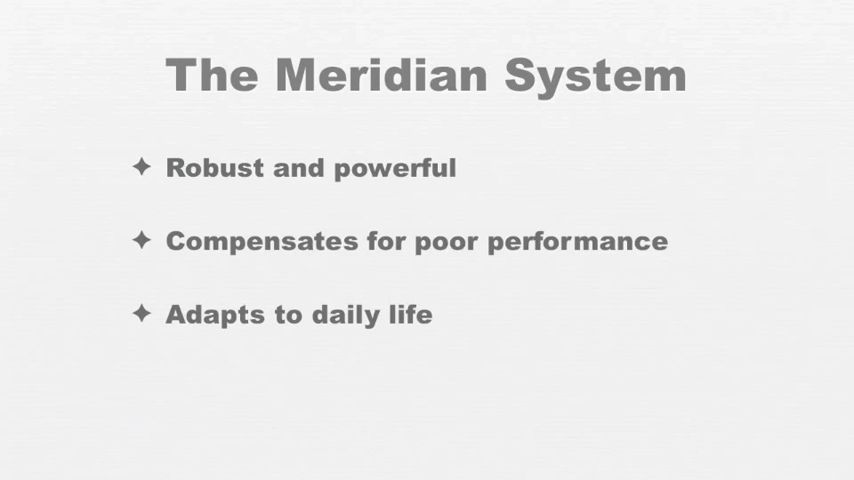 The Meridian System
✦ Robust and powerful
✦ Compensates for poor performance
✦ Adapts to daily life